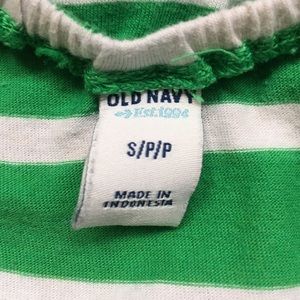 OLD NAVY
Est.1994
S/P/P
MADE IN
INDONESIA